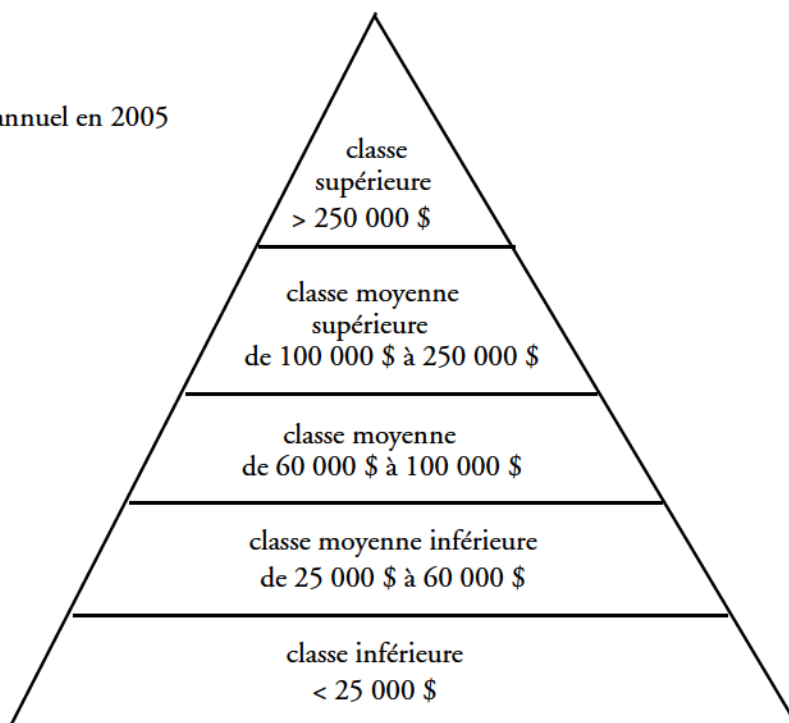 annuel en 2005
classe
supérieure
> 250 000 $
classe moyenne
supérieure
de 100 000 $ à 250 000 $
classe moyenne
de 60 000 $ à 100 000 $
classe moyenne inférieure
de 25 000 $ à 60 000 $
classe inférieure
< 25 000 $